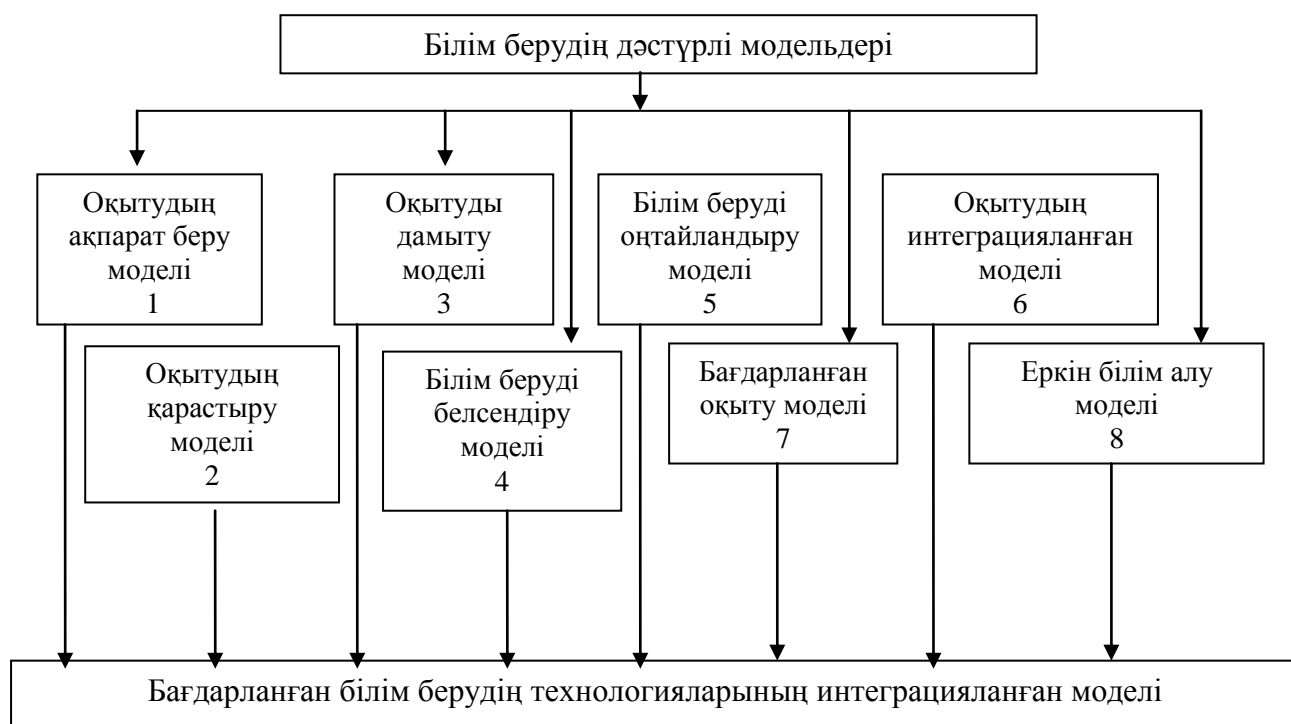 Білім берудің дәстүрлі модельдері
Оқытудың
ақпарат беру
моделі
1
Оқытудың
қарастыру
моделі
2
Оқытуды
дамыту
моделі
3
Білім беруді
белсендіру
моделі
4
Білім беруді
оңтайландыру
моделі
5
Оқытудың
интеграцияланған
моделі
6
Бағдарланған
оқыту моделі
7
Еркін білім алу
моделі
8
Бағдарланған білім берудің технологияларының интеграцияланған моделі